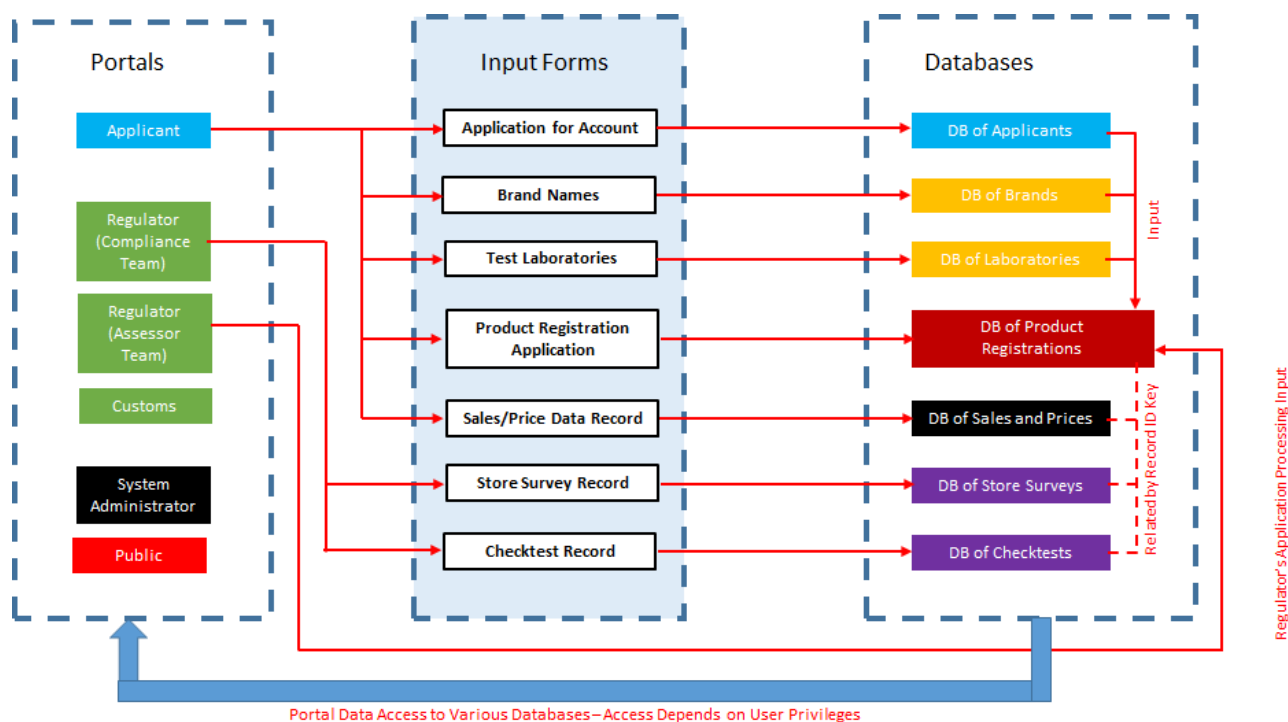 Portals
Applicant
Regulator
(Compliance
Team)
Regulator
(Assessor
Team)
Customs
System
Administrator
Public
Input Forms
Application for Account
Brand Names
Test Laboratories
Product Registration
Application
Sales/Price Data Record
Store Survey Record
Checktest Record
Databases
DB of Applicants
DB of Brands
DB of Laboratories
DB of Product
Registrations
DB of Sales and Prices
DB of Store Surveys
DB of Checktests
Input
Related by Record ID Key
Regulator's Application Processing Input
Portal Data Access to Various Databases–Access Depends on User Privileges